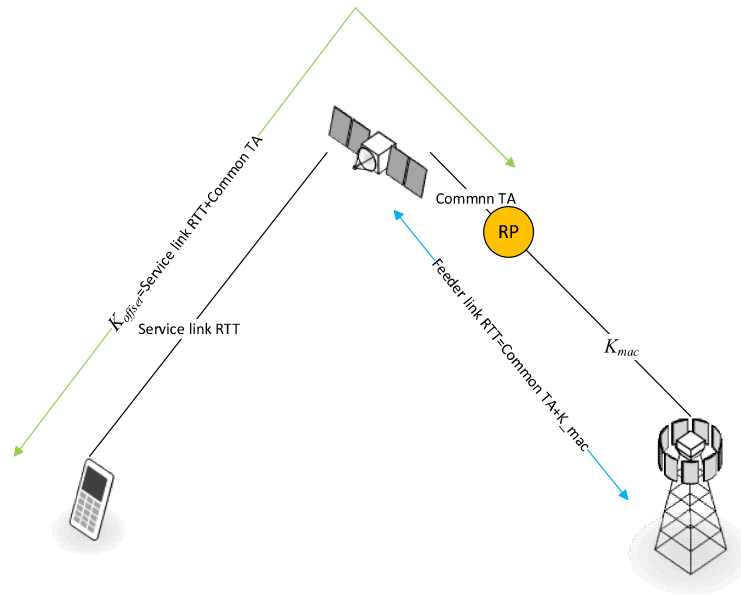 Commnn TA
RP
K_offset=Service link RTT+Common TA
Service link RTT
Feeder link RTT=Common TA+K_mac
K_mac